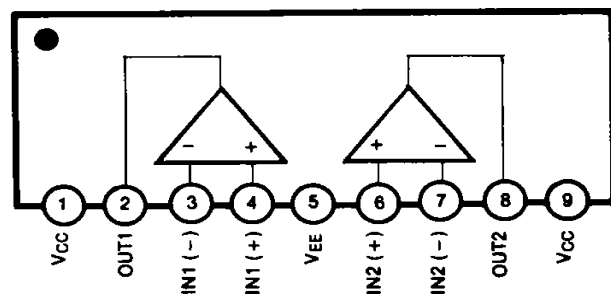 − + + −
1 2 3 4 5 6 7 8 9
VCC OUT1 IN1 (−) IN1 (+) VEE IN2 (+) IN2 (−) OUT2 VCC